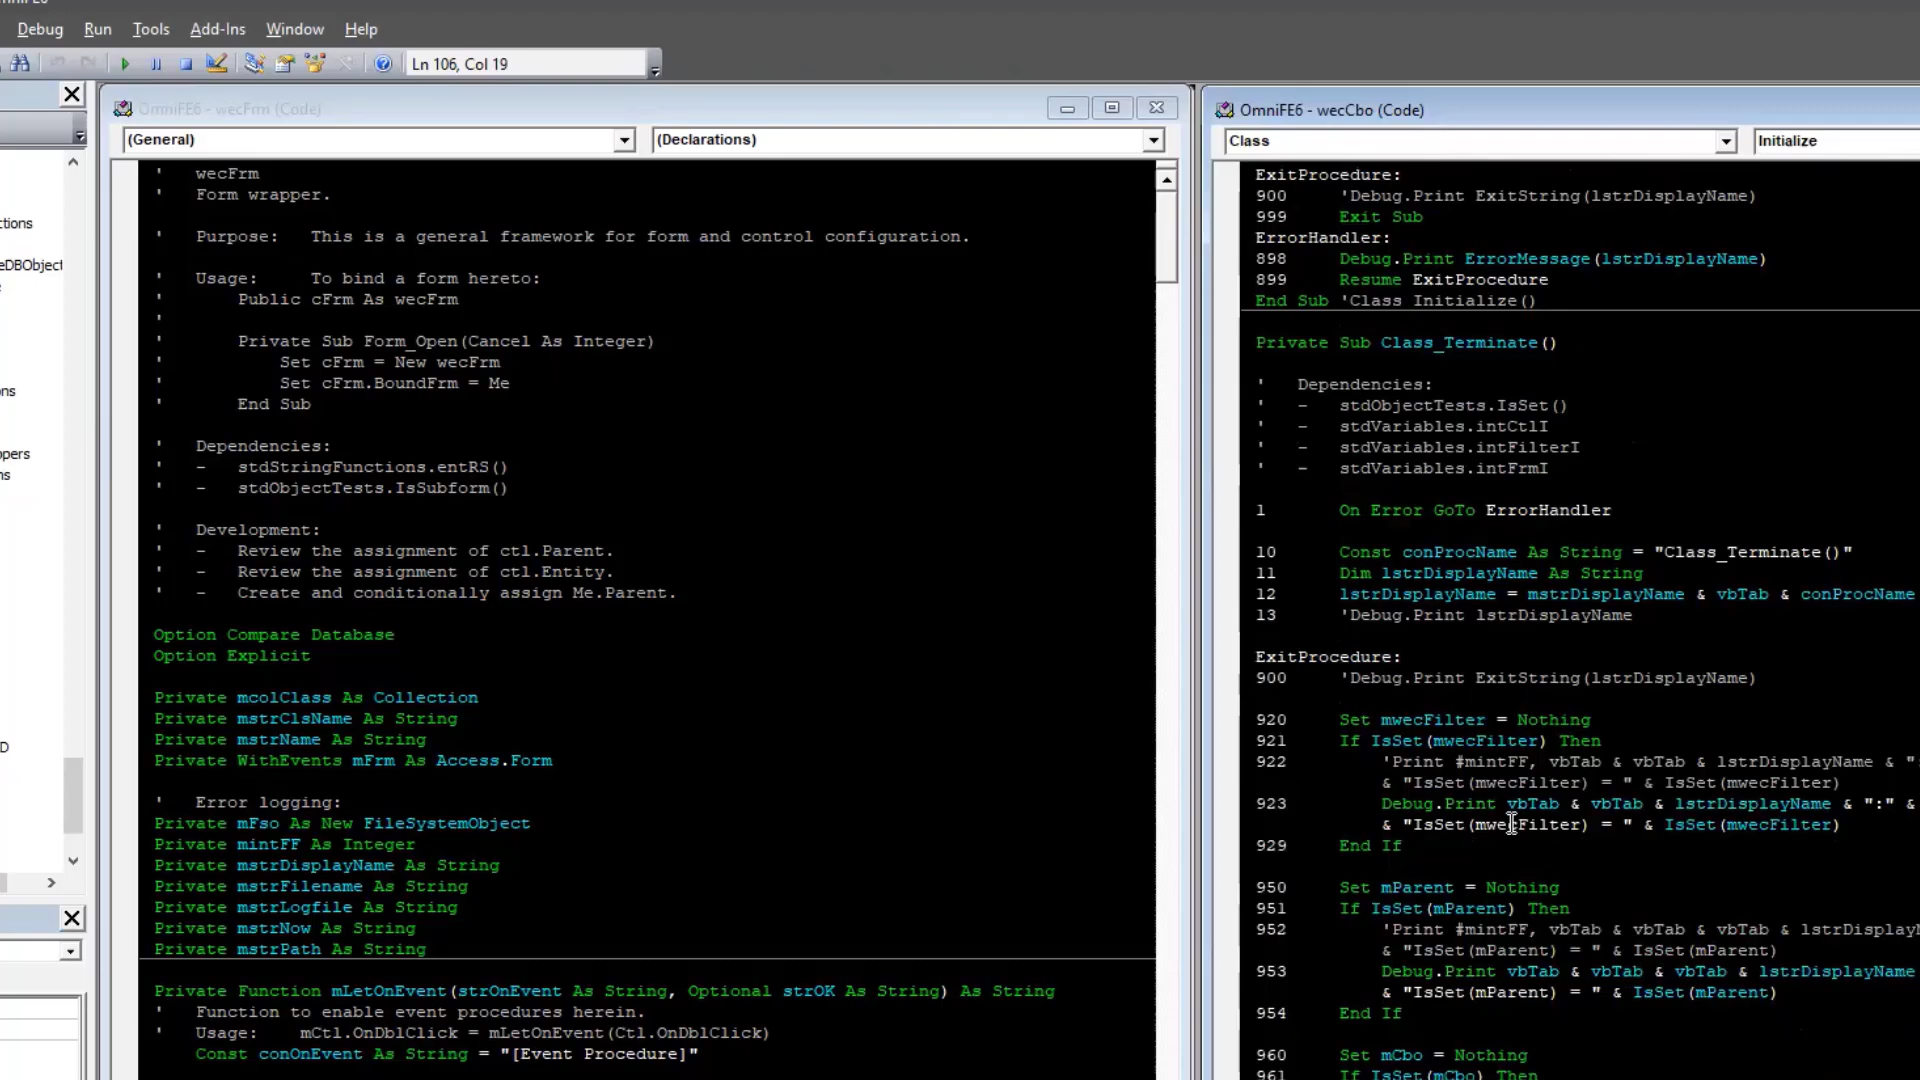 Debug Run Tools Add-Ins Window Help
Ln 106, Col 19
ctions
eDBObject
ons
ppers
ns
D
OmniFE6 - wecFrm (Code)
(General) (Declarations)
' wecFrm
' Form wrapper.
' Purpose: This is a general framework for form and control configuration.
' Usage: To bind a form hereto:
' Public cFrm As wecFrm
'
' Private Sub Form_Open(Cancel As Integer)
' Set cFrm = New wecFrm
' Set cFrm.BoundFrm = Me
' End Sub
' Dependencies:
' - stdStringFunctions.entRS()
' - stdObjectTests.IsSubform()
' Development:
' - Review the assignment of ctl.Parent.
' - Review the assignment of ctl.Entity.
' - Create and conditionally assign Me.Parent.
Option Compare Database
Option Explicit
Private mcolClass As Collection
Private mstrClsName As String
Private mstrName As String
Private WithEvents mFrm As Access.Form
' Error logging:
Private mFso As New FileSystemObject
Private mintFF As Integer
Private mstrDisplayName As String
Private mstrFilename As String
Private mstrLogfile As String
Private mstrNow As String
Private mstrPath As String
Private Function mLetOnEvent(strOnEvent As String, Optional strOK As String) As String
' Function to enable event procedures herein.
' Usage: mCtl.OnDblClick = mLetOnEvent(Ctl.OnDblClick)
Const conOnEvent As String = "[Event Procedure]"
OmniFE6 - wecCbo (Code)
Class Initialize
ExitProcedure:
900 'Debug.Print ExitString(lstrDisplayName)
999 Exit Sub
ErrorHandler:
898 Debug.Print ErrorMessage(lstrDisplayName)
899 Resume ExitProcedure
End Sub 'Class Initialize()
Private Sub Class_Terminate()
' Dependencies:
' - stdObjectTests.IsSet()
' - stdVariables.intCtlI
' - stdVariables.intFilterI
' - stdVariables.intFrmI
1 On Error GoTo ErrorHandler
10 Const conProcName As String = "Class_Terminate()"
11 Dim lstrDisplayName As String
12 lstrDisplayName = mstrDisplayName & vbTab & conProcName
13 'Debug.Print lstrDisplayName
ExitProcedure:
900 'Debug.Print ExitString(lstrDisplayName)
920 Set mwecFilter = Nothing
921 If IsSet(mwecFilter) Then
922 'Print #mintFF, vbTab & vbTab & lstrDisplayName & "
& "IsSet(mwecFilter) = " & IsSet(mwecFilter)
923 Debug.Print vbTab & vbTab & lstrDisplayName & ":" &
& "IsSet(mwecFilter) = " & IsSet(mwecFilter)
929 End If
950 Set mParent = Nothing
951 If IsSet(mParent) Then
952 'Print #mintFF, vbTab & vbTab & vbTab & lstrDisplayN
& "IsSet(mParent) = " & IsSet(mParent)
953 Debug.Print vbTab & vbTab & vbTab & lstrDisplayName
& "IsSet(mParent) = " & IsSet(mParent)
954 End If
960 Set mCbo = Nothing
961 If IsSet(mCbo) Then